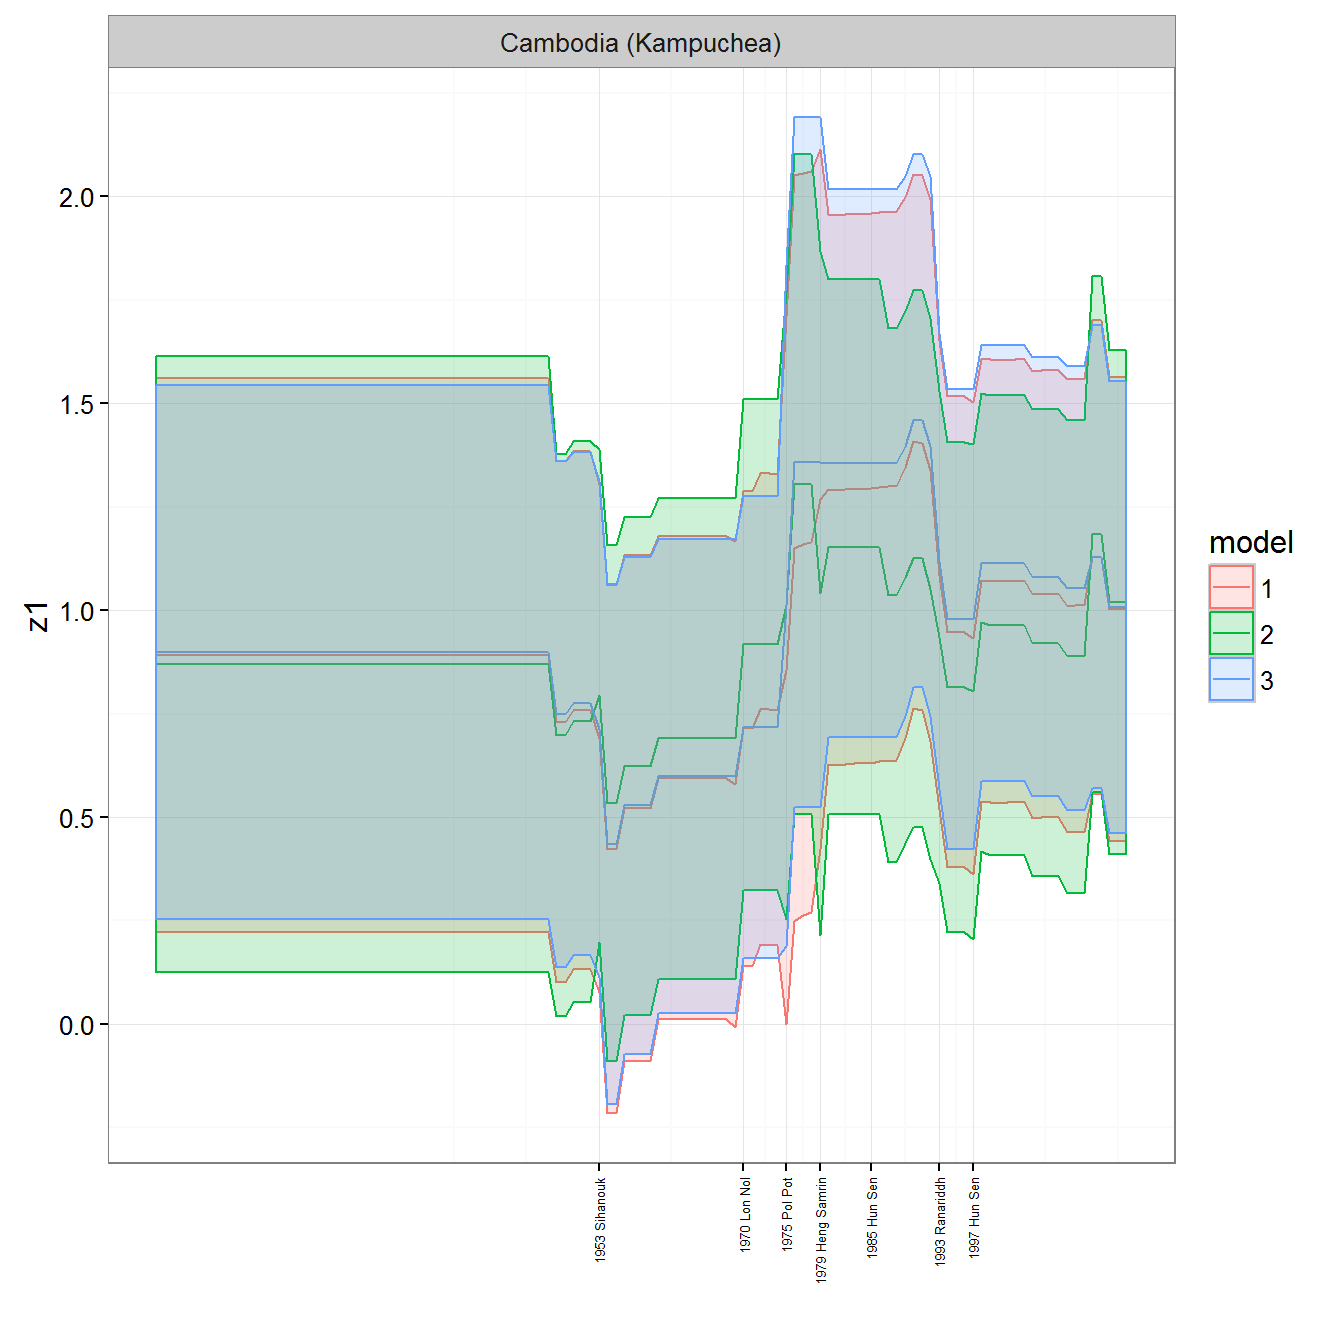 Cambodia (Kampuchea)
2.0
1.5
1.0
0.5
0.0
z1
1953 Sihanouk
1970 Lon Nol
1975 Pol Pot
1979 Heng Samrin
1985 Hun Sen
1993 Ranariddh
1997 Hun Sen
model
1
2
3